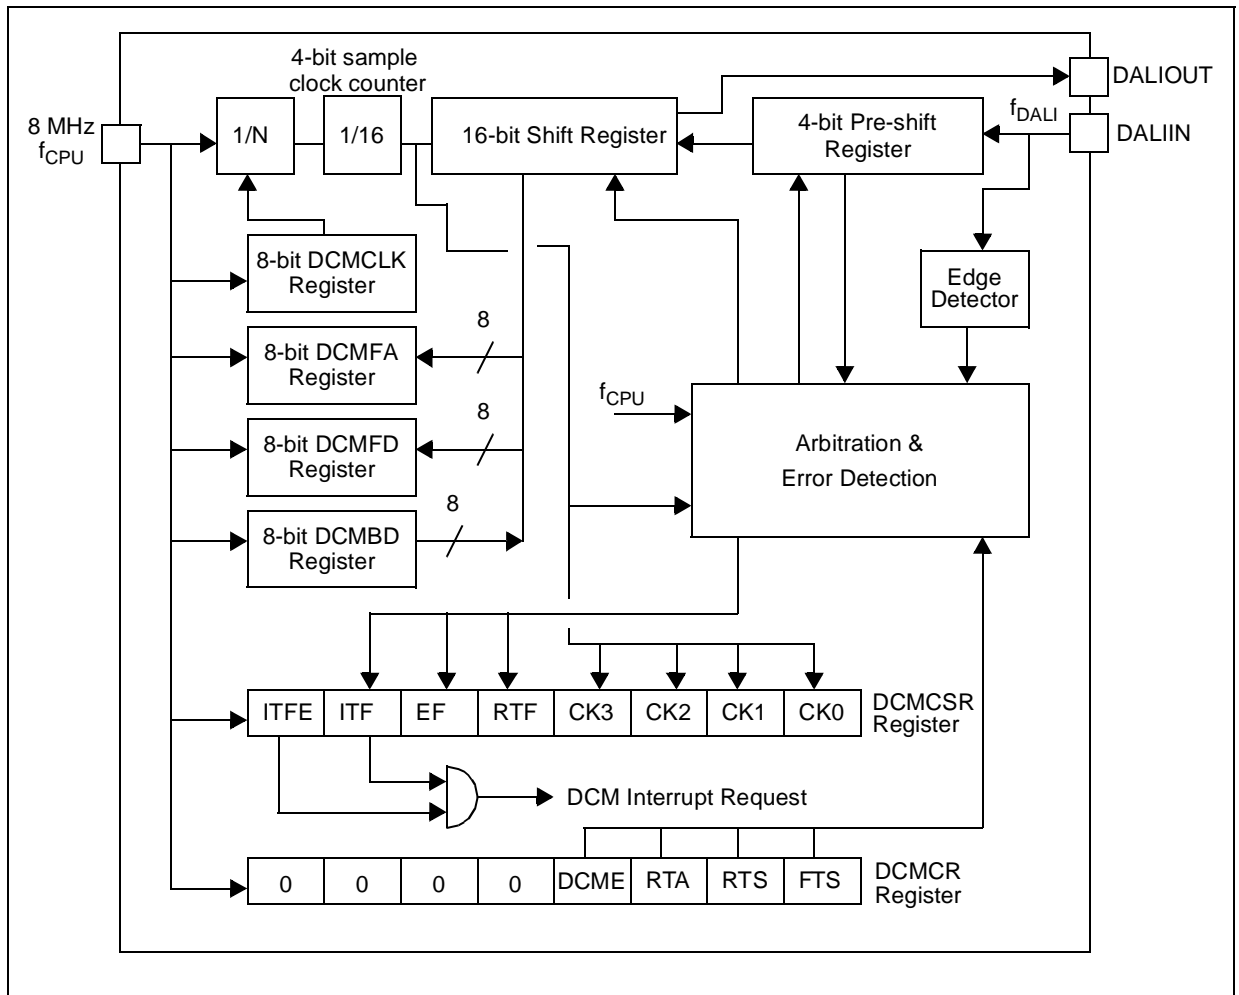 4-bit sample
clock counter
DALIOUT
8 MHz
fCPU
1/N
1/16
16-bit Shift Register
4-bit Pre-shift
Register
fDALI
DALIIN
8-bit DCMCLK
Register
Edge
Detector
8
8-bit DCMFA
Register
fCPU
8
8-bit DCMFD
Register
Arbitration &
Error Detection
8
8-bit DCMBD
Register
ITFE ITF EF RTF CK3 CK2 CK1 CK0
DCMCSR
Register
DCM Interrupt Request
0 0 0 0 DCME RTA RTS FTS
DCMCR
Register